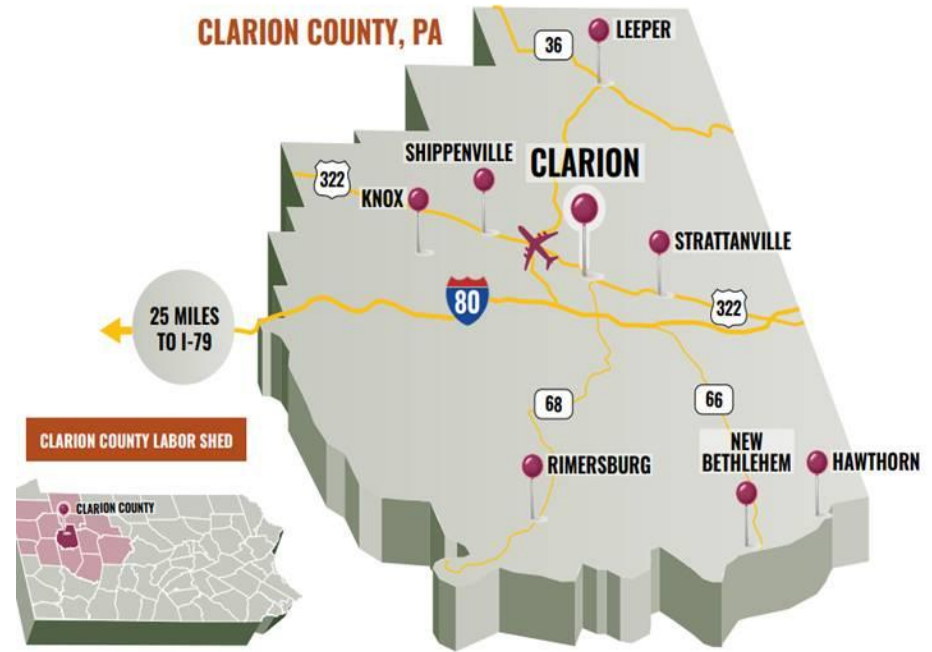 CLARION COUNTY, PA
36
LEEPER
SHIPPENVILLE
CLARION
322
KNOX
STRATTANVILLE
80
322
25 MILES
TO I-79
68
66
CLARION COUNTY LABOR SHED
NEW
BETHLEHEM
RIMERSBURG
HAWTHORN
CLARION COUNTY